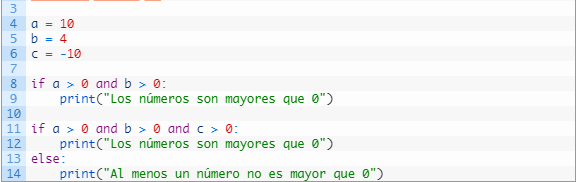 3
4 a = 10
5 b = 4
6 c = -10
7
8 if a > 0 and b > 0:
9 print("Los números son mayores que 0")
10
11 if a > 0 and b > 0 and c > 0:
12 print("Los números son mayores que 0")
13 else:
14 print("Al menos un número no es mayor que 0")